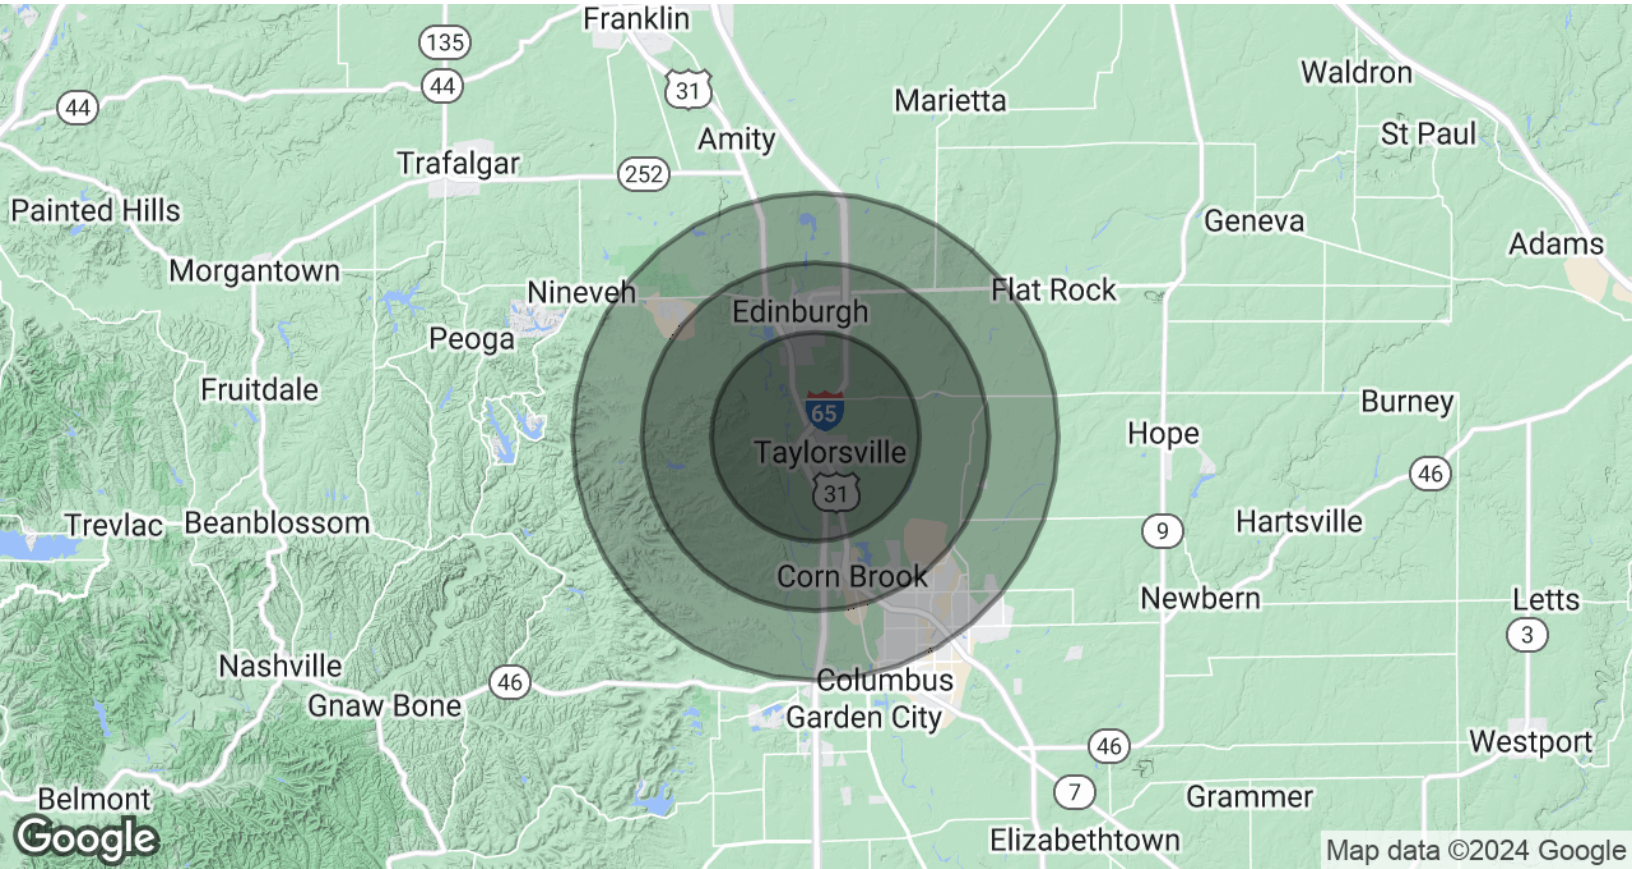 Franklin
135
Waldron
44
31
Marietta
44
St Paul
Amity
Trafalgar
252
Painted Hills
Geneva
Adams
Morgantown
Nineveh
Flat Rock
Edinburgh
Peoga
Fruitdale
Burney
65
Hope
Taylorsville
46
31
Trevlac
Beanblossom
Hartsville
9
Corn Brook
Newbern
Letts
3
Nashville
46
Columbus
Gnaw Bone
Garden City
46
Westport
Belmont
7
Grammer
Google
Elizabethtown
Map data ©2024 Google